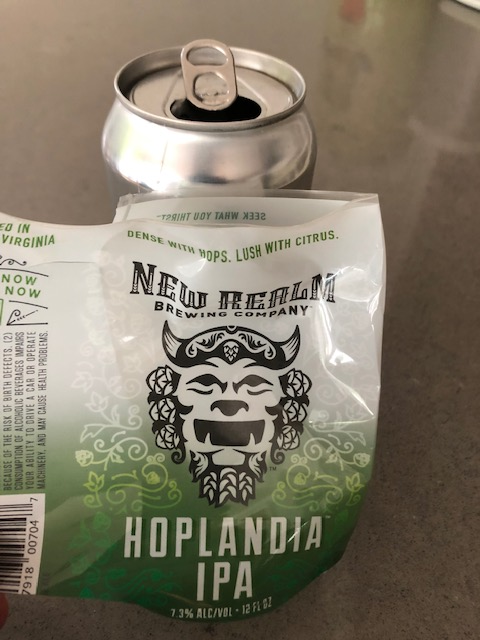 SEEK WHAT YOU THIRST
DENSE WITH HOPS. LUSH WITH CITRUS.
NEW REALM
BREWING COMPANY
HOPLANDIA™
IPA
7.3% ALC/VOL • 12 FL OZ
ED IN
VIRGINIA
NOW
NOW
BECAUSE OF THE RISK OF BIRTH DEFECTS. (2)
CONSUMPTION OF ALCOHOLIC BEVERAGES IMPAIRS
YOUR ABILITY TO DRIVE A CAR OR OPERATE
MACHINERY, AND MAY CAUSE HEALTH PROBLEMS.
7918 00704 7
TM